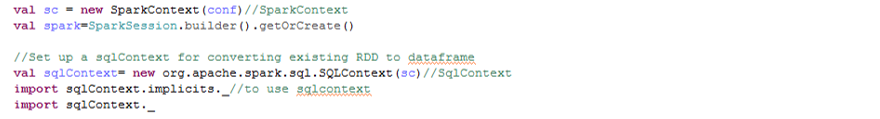 val sc = new SparkContext(conf)//SparkContext
val spark=SparkSession.builder().getOrCreate()
//Set up a sqlContext for converting existing RDD to dataframe
val sqlContext= new org.apache.spark.sql.SQLContext(sc)//SqlContext
import sqlContext.implicits._//to use sqlcontext
import sqlContext._